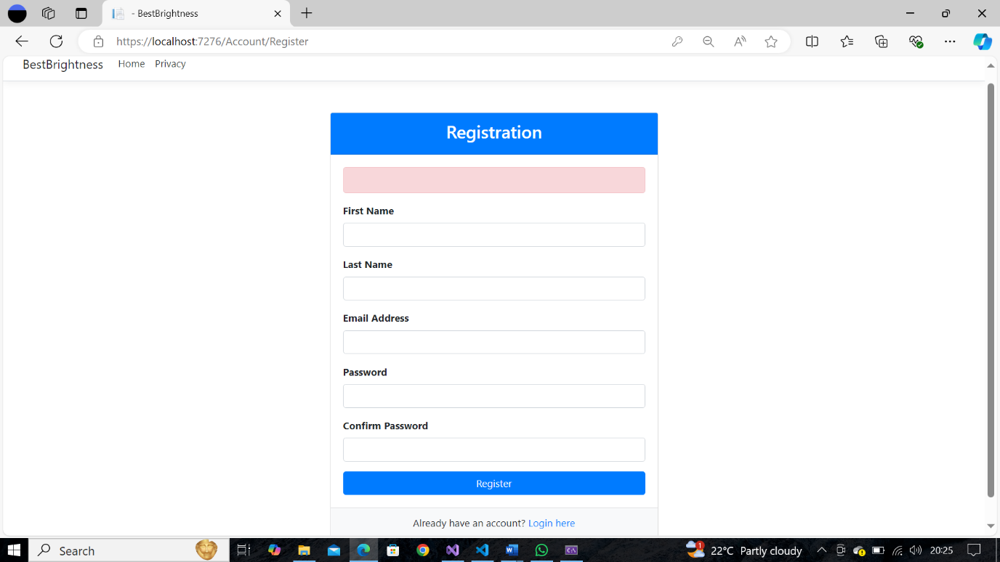 - BestBrightness
https://localhost:7276/Account/Register
BestBrightness Home Privacy
Registration
First Name
Last Name
Email Address
Password
Confirm Password
Register
Already have an account? Login here
Search
1
22°C Partly cloudy
20:25